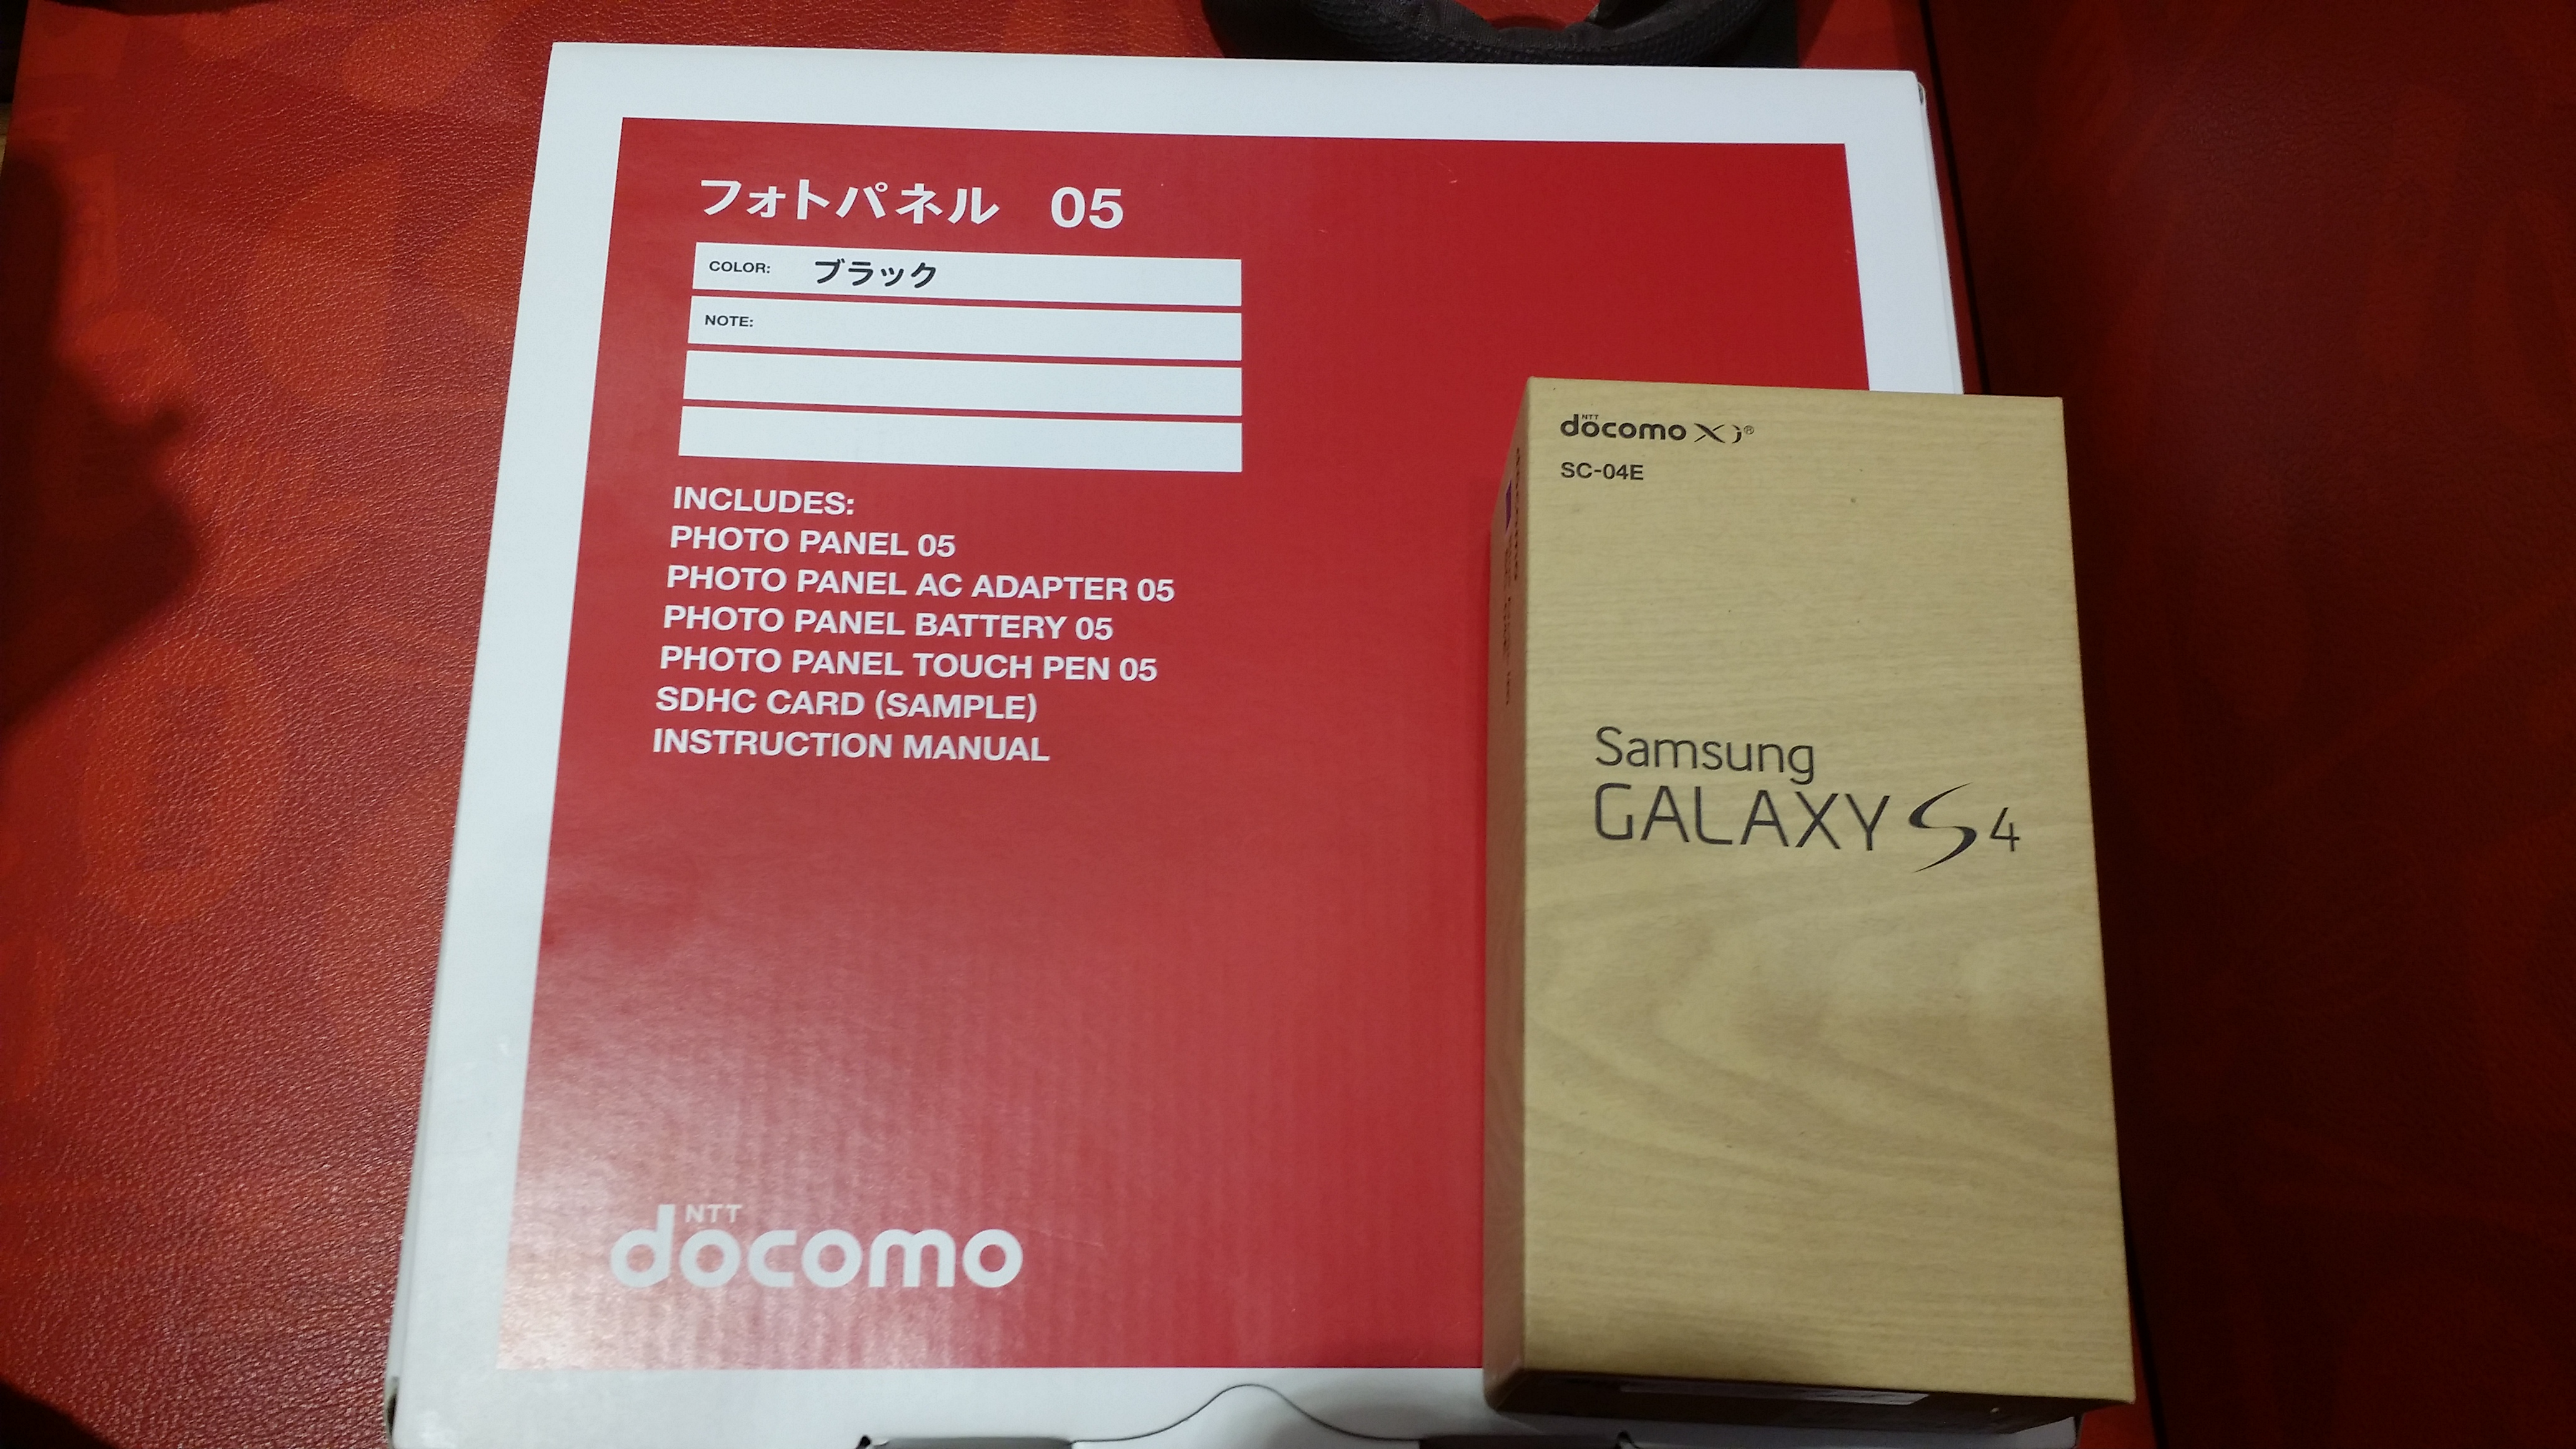 フォトパネル 05
COLOR: ブラック
NOTE:
INCLUDES:
PHOTO PANEL 05
PHOTO PANEL AC ADAPTER 05
PHOTO PANEL BATTERY 05
PHOTO PANEL TOUCH PEN 05
SDHC CARD (SAMPLE)
INSTRUCTION MANUAL
NTT
docomo
NTT
docomo Xi®
SC-04E
Samsung
GALAXY S4